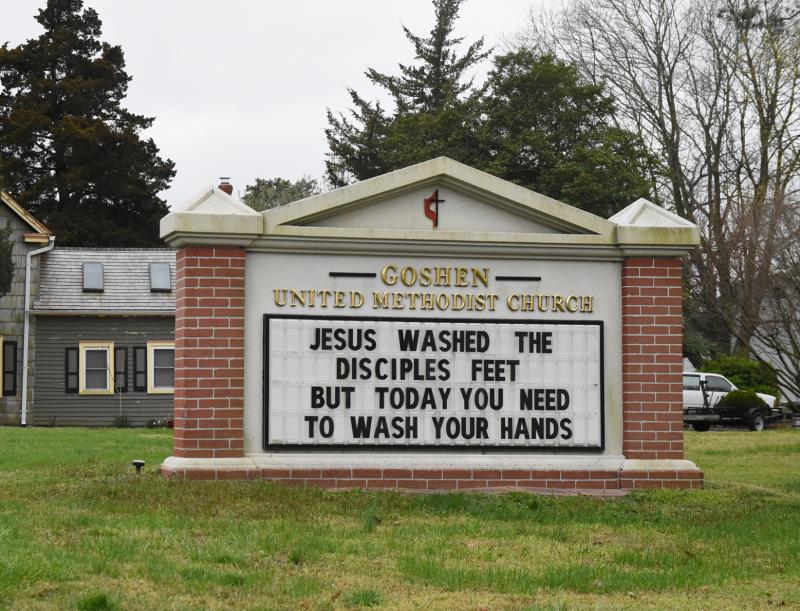 GOSHEN
UNITED METHODIST CHURCH
JESUS WASHED THE
DISCIPLES FEET
BUT TODAY YOU NEED
TO WASH YOUR HANDS